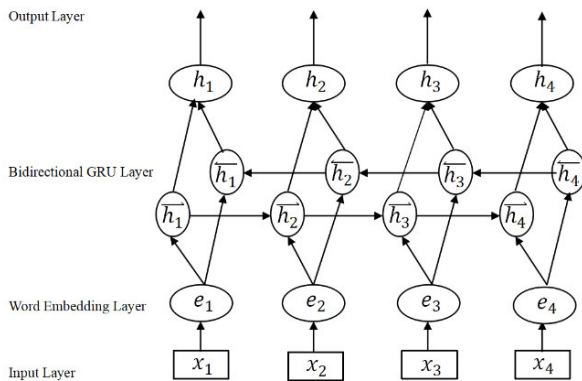 Output Layer
h₁ h₂ h₃ h₄
Bidirectional GRU Layer
←h₁ ←h₂ ←h₃ ←h₄
→h₁ →h₂ →h₃ →h₄
Word Embedding Layer
e₁ e₂ e₃ e₄
Input Layer
x₁ x₂ x₃ x₄